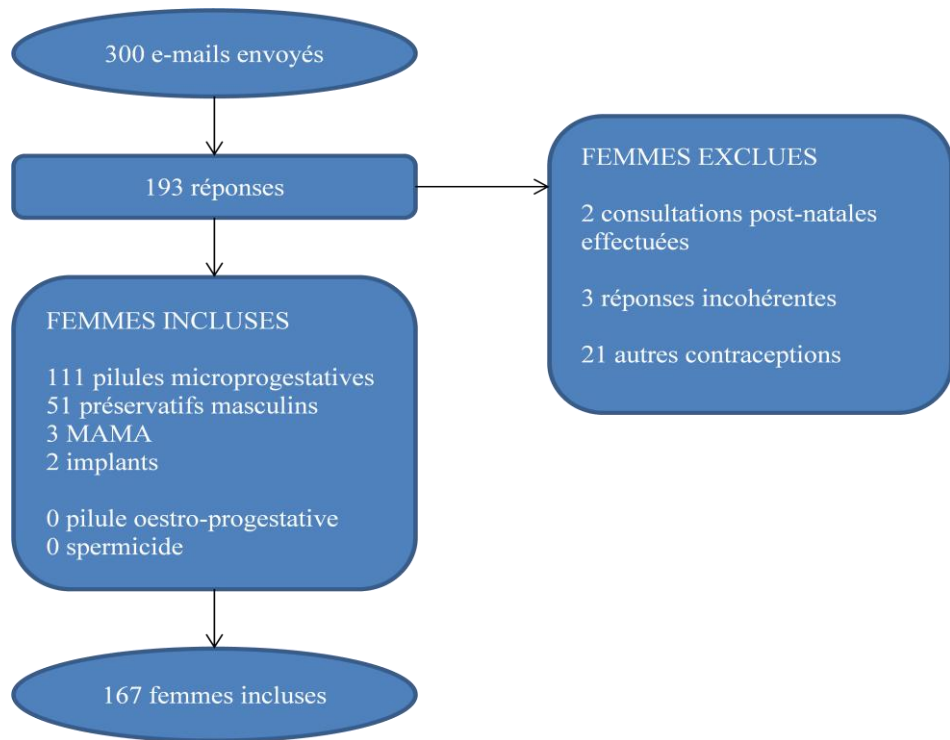 300 e-mails envoyés
193 réponses
FEMMES EXCLUES
2 consultations post-natales
effectuées
3 réponses incohérentes
21 autres contraceptions
FEMMES INCLUSES
111 pilules microprogestatives
51 préservatifs masculins
3 MAMA
2 implants
0 pilule oestro-progestative
0 spermicide
167 femmes incluses